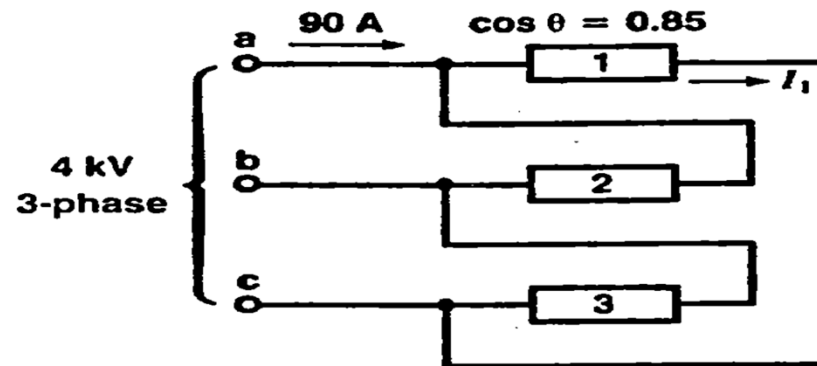 a
90 A
cos θ = 0.85
1
I₁
4 kV
3-phase
b
2
c
3